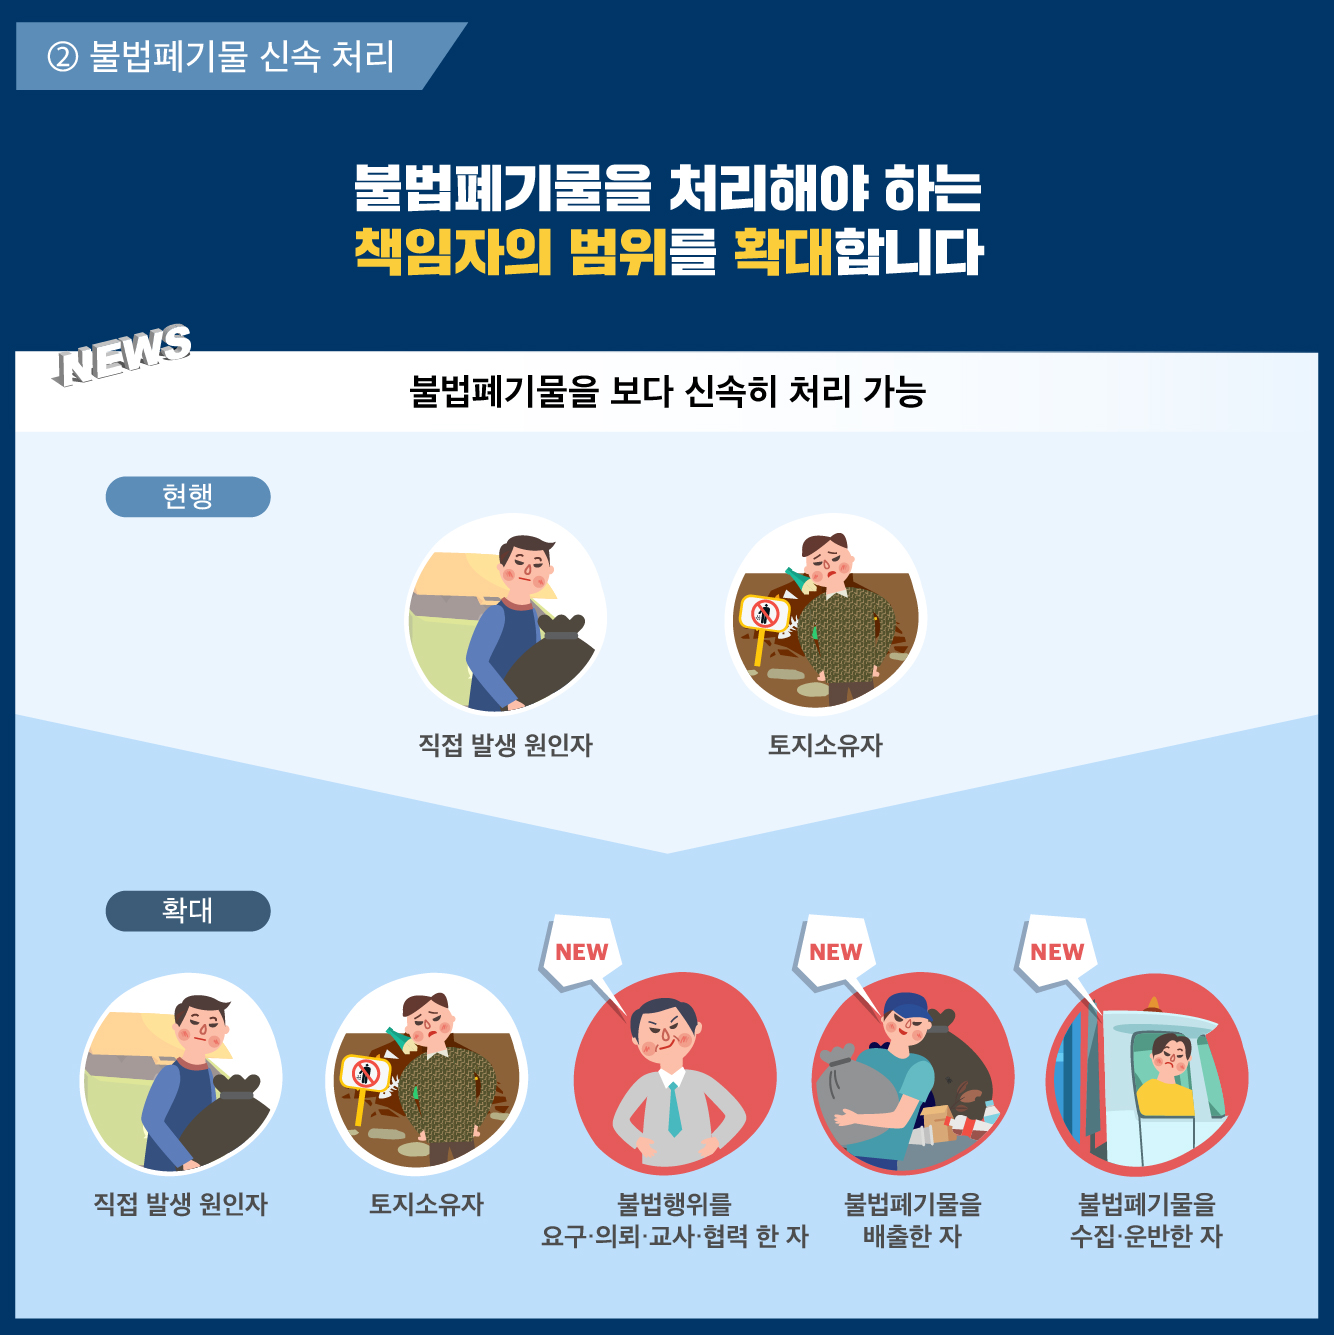 ② 불법폐기물 신속 처리
불법폐기물을 처리해야 하는
책임자의 범위를 확대합니다
NEWS
불법폐기물을 보다 신속히 처리 가능
현행
직접 발생 원인자
토지소유자
확대
NEW
NEW
NEW
직접 발생 원인자
토지소유자
불법행위를
요구·의뢰·교사·협력 한 자
불법폐기물을
배출한 자
불법폐기물을
수집·운반한 자